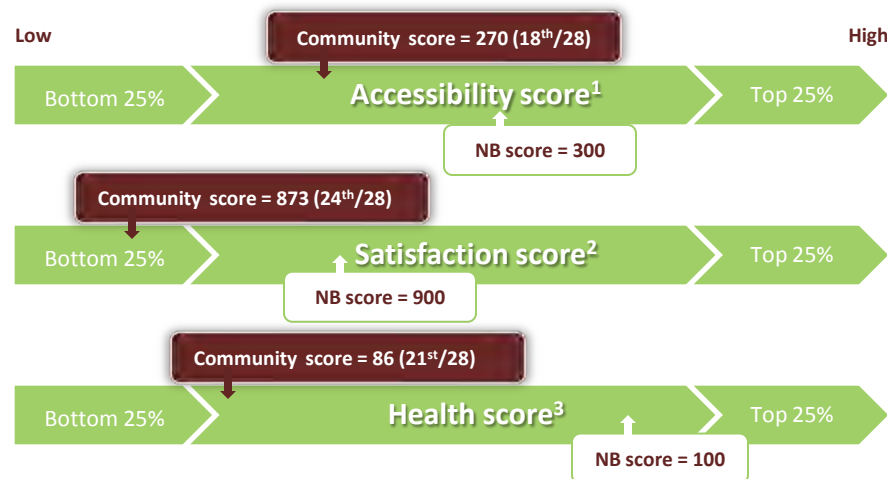 Low
Community score = 270 (18th/28)
High
Bottom 25%
Accessibility score1
Top 25%
NB score = 300
Community score = 873 (24th/28)
Bottom 25%
Satisfaction score2
Top 25%
NB score = 900
Community score = 86 (21st/28)
Bottom 25%
Health score3
Top 25%
NB score = 100